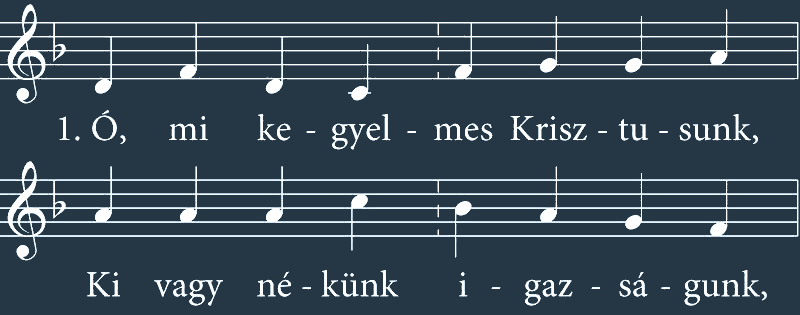 1. Ó, mi ke - gyel - mes Krisz - tu - sunk,
Ki vagy né - künk i - gaz - sá - gunk,